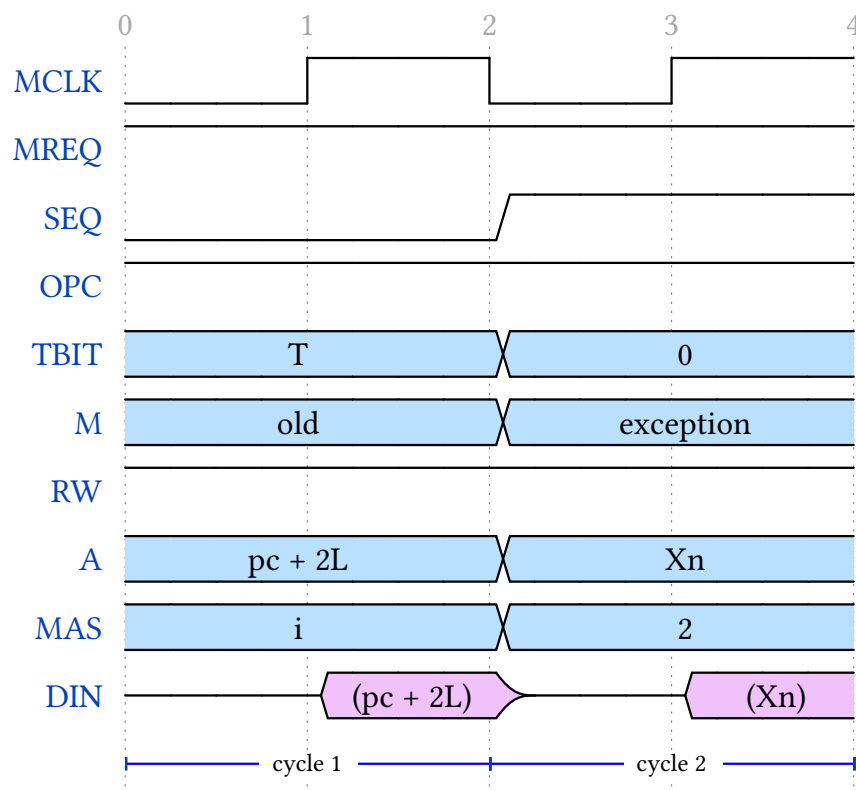 0 1 2 3 4
MCLK
MREQ
SEQ
OPC
TBIT T 0
M old exception
RW
A pc + 2L Xn
MAS i 2
DIN (pc + 2L) (Xn)
cycle 1 cycle 2